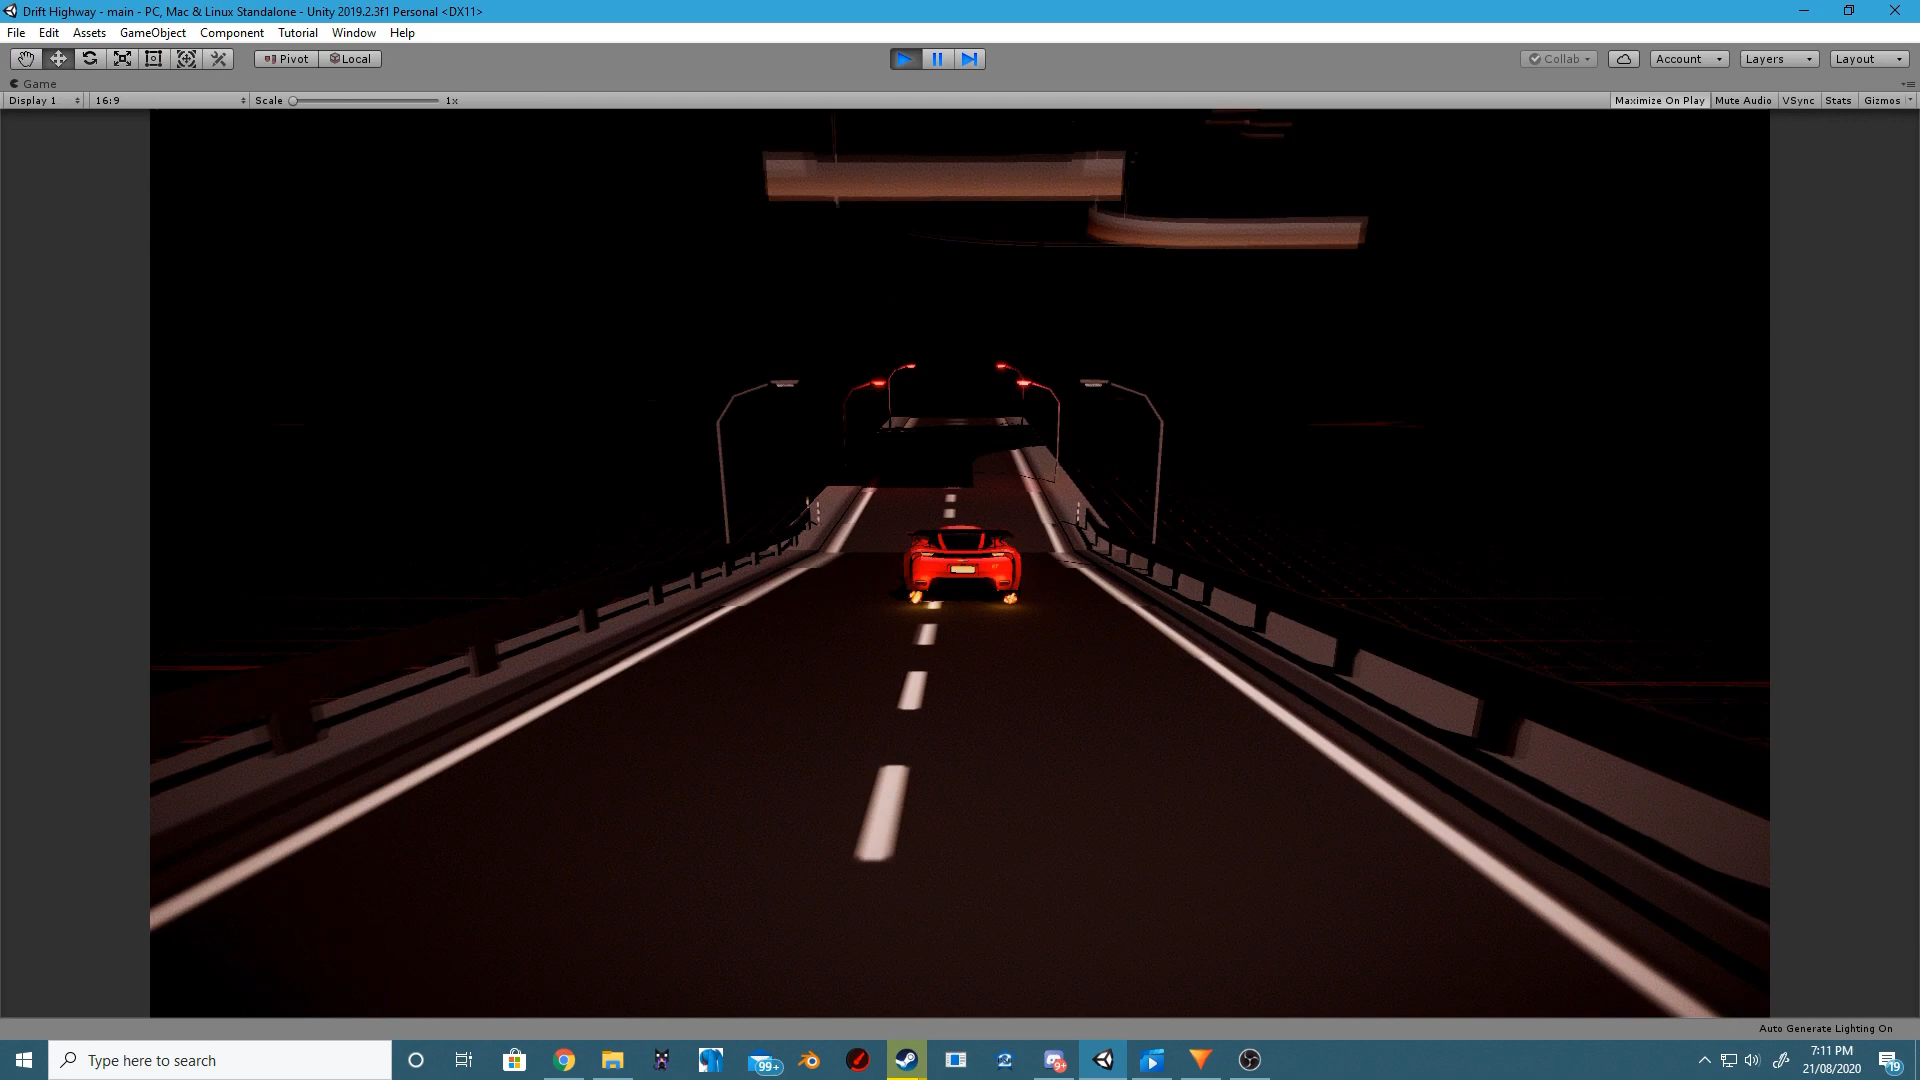 Drift Highway - main - PC, Mac & Linux Standalone - Unity 2019.2.3f1 Personal <DX11>
File Edit Assets GameObject Component Tutorial Window Help
Pivot Local Collab Account Layers Layout
Game
Display 1 16:9 Scale 1x Maximize On Play Mute Audio VSync Stats Gizmos
Auto Generate Lighting On
Type here to search
99+
9+
7:11 PM
21/08/2020
19